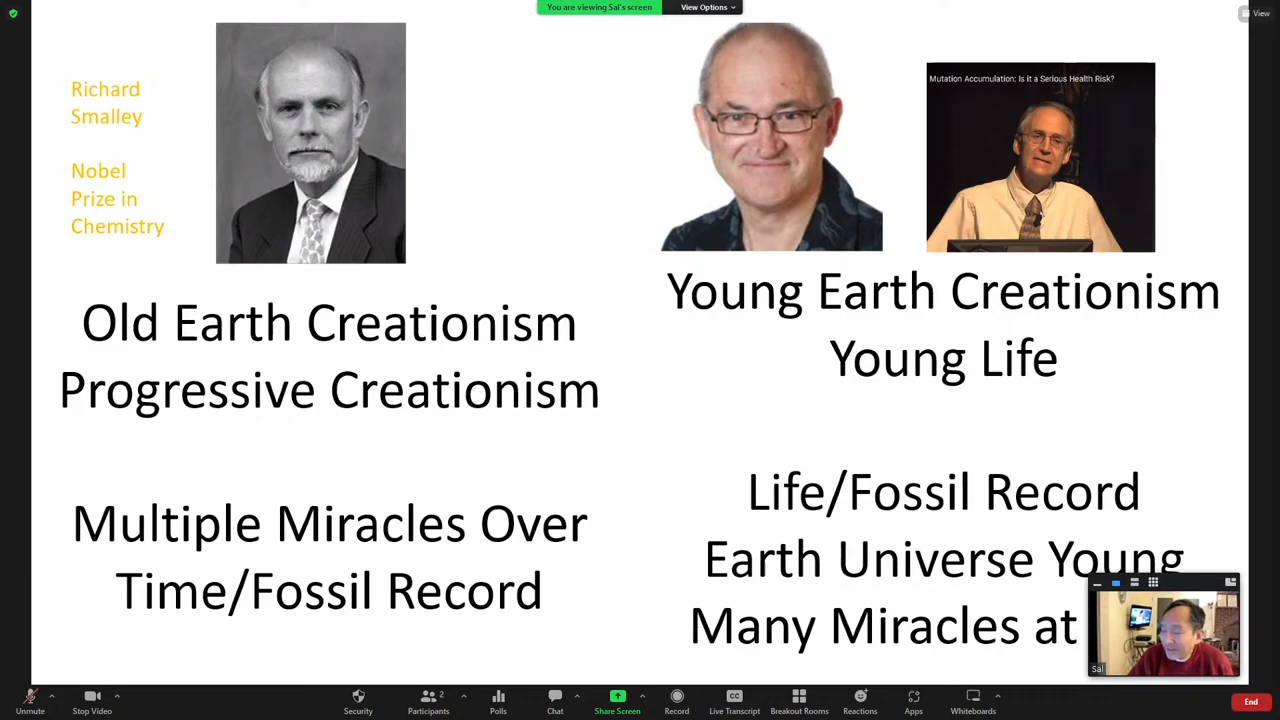 You are viewing Sal's screen
View Options
View
Richard
Smalley
Nobel
Prize in
Chemistry
Mutation Accumulation: Is it a Serious Health Risk?
Old Earth Creationism
Progressive Creationism
Multiple Miracles Over
Time/Fossil Record
Young Earth Creationism
Young Life
Life/Fossil Record
Earth Universe Young
Many Miracles at
Sal
Unmute
Stop Video
Security
2
Participants
Polls
Chat
Share Screen
Record
CC
Live Transcript
Breakout Rooms
Reactions
Apps
Whiteboards
End